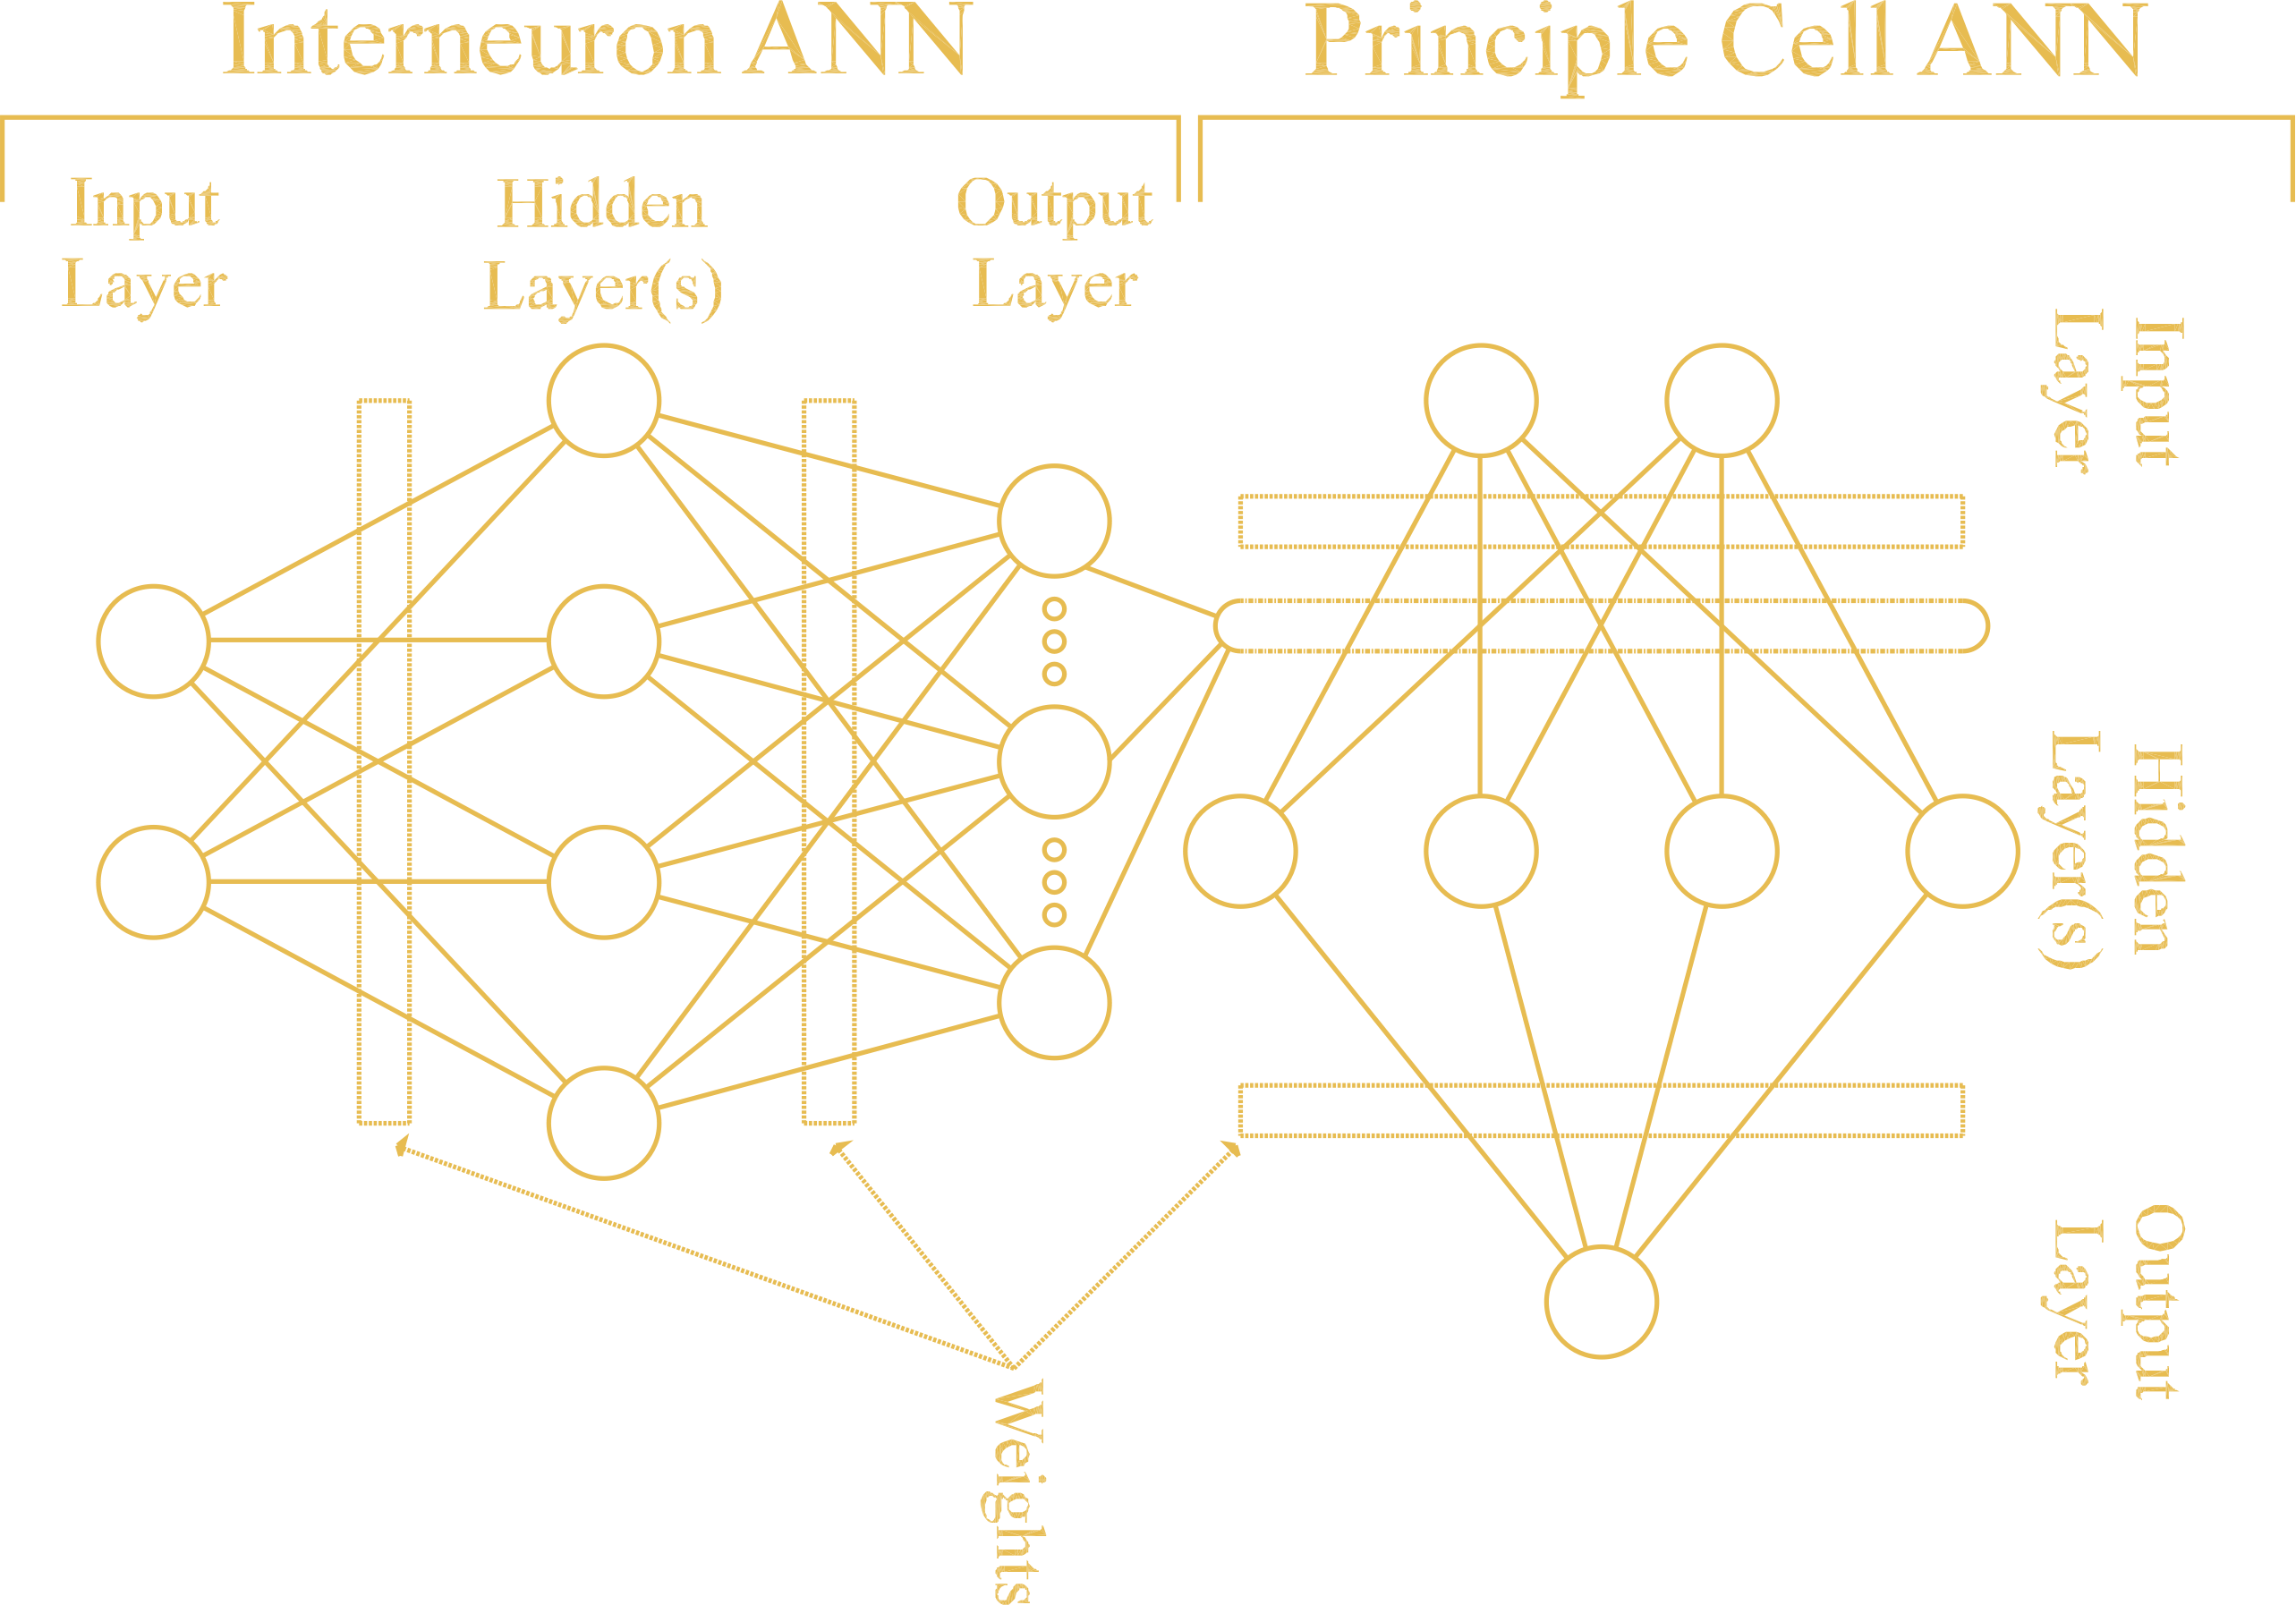 Interneuron ANN
Principle Cell ANN
Input
Layer
Hidden
Layer(s)
Output
Layer
Input
Layer
Hidden
Layer(s)
Output
Layer
Weights